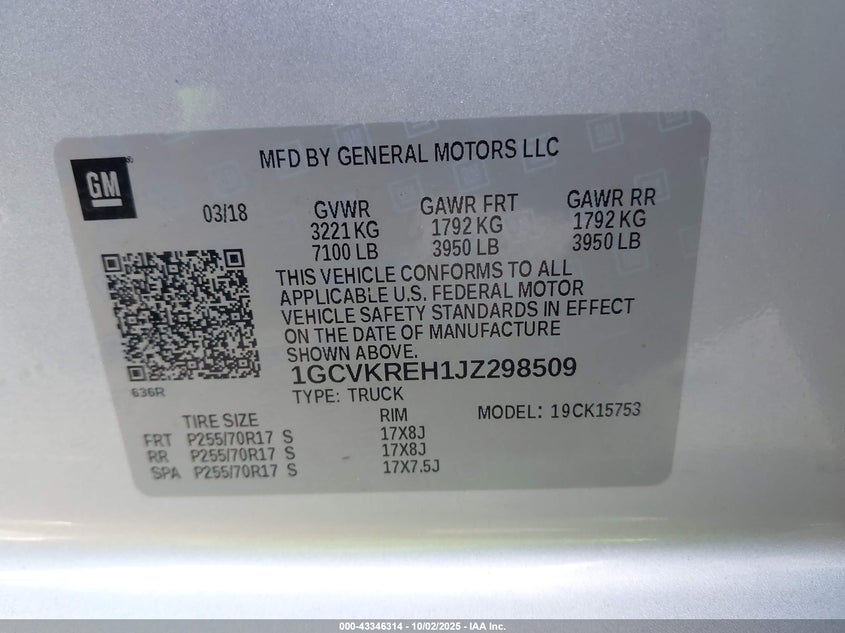 MFD BY GENERAL MOTORS LLC
GM
03/18 GVWR GAWR FRT GAWR RR
3221 KG 1792 KG 1792 KG
7100 LB 3950 LB 3950 LB
THIS VEHICLE CONFORMS TO ALL
APPLICABLE U.S. FEDERAL MOTOR
VEHICLE SAFETY STANDARDS IN EFFECT
ON THE DATE OF MANUFACTURE
SHOWN ABOVE.
636R
1GCVKREH1JZ298509
TYPE: TRUCK
TIRE SIZE RIM MODEL: 19CK15753
FRT P255/70R17 S 17X8J
RR P255/70R17 S 17X8J
SPA P255/70R17 S 17X7.5J
000-43346314 - 10/02/2025 - IAA Inc.